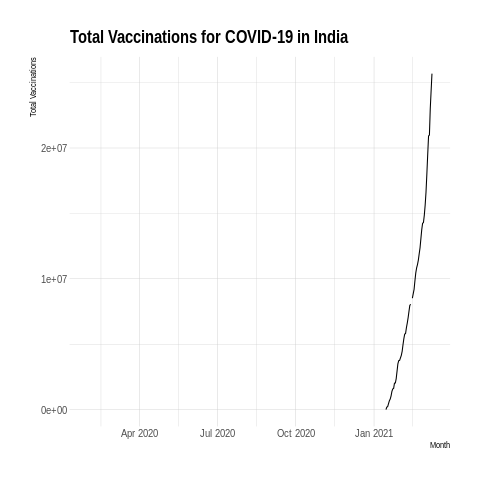 Total Vaccinations for COVID-19 in India
Total Vaccinations
2e+07
1e+07
0e+00
Apr 2020 Jul 2020 Oct 2020 Jan 2021
Month